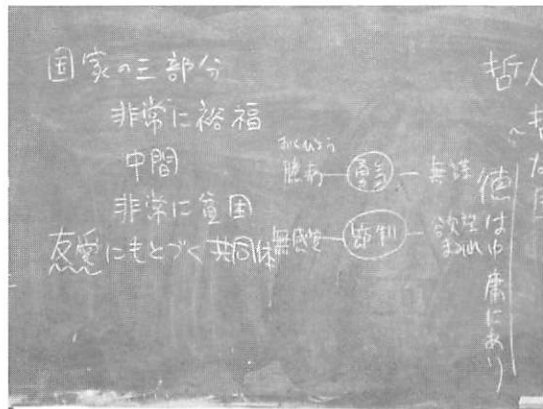 国家の三部分
非常に裕福
中間
非常に貧困
友愛にもとづく共同体
おくびょう
臆病 勇気 無謀
無感覚 節制 欲望まみれ
哲人
徳は中庸にあり